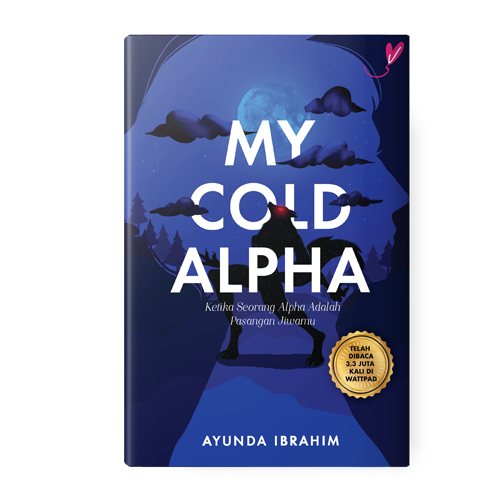 MY
COLD
ALPHA
Ketika Seorang Alpha Adalah
Pasangan Jiwamu
TELAH
DIBACA
3,3 JUTA
KALI DI
WATTPAD
AYUNDA IBRAHIM